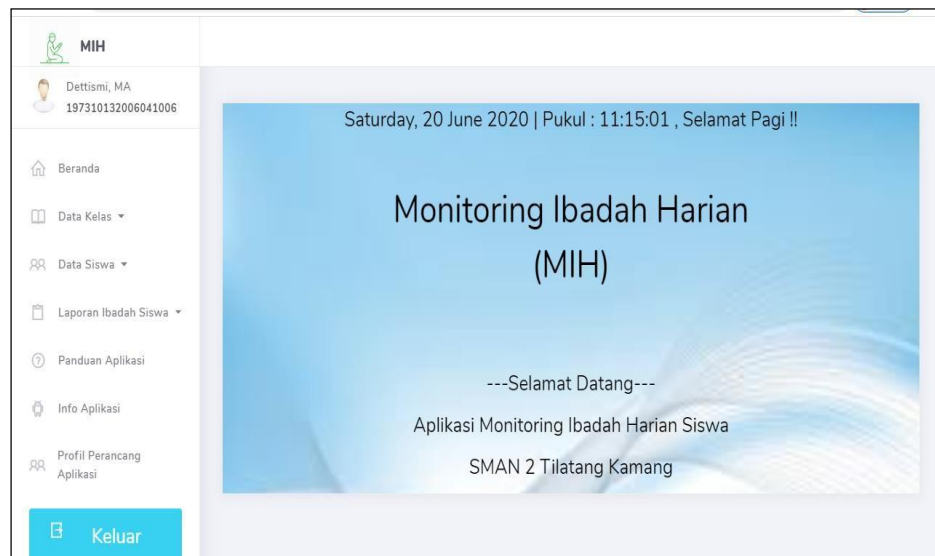 MIH
Dettismi, MA
197310132006041006
Beranda
Data Kelas
Data Siswa
Laporan Ibadah Siswa
Panduan Aplikasi
Info Aplikasi
Profil Perancang
Aplikasi
Keluar
Saturday, 20 June 2020 | Pukul : 11:15:01 , Selamat Pagi !!
Monitoring Ibadah Harian
(MIH)
---Selamat Datang---
Aplikasi Monitoring Ibadah Harian Siswa
SMAN 2 Tilatang Kamang